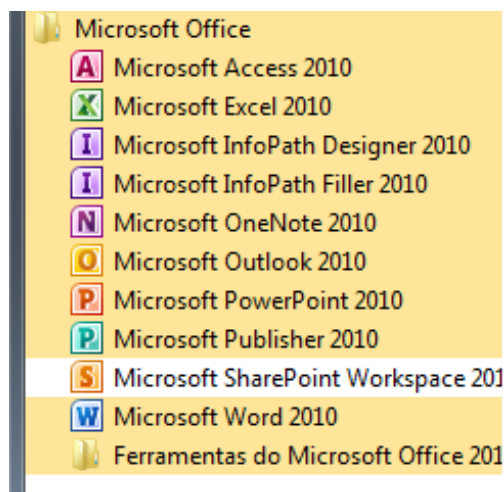 Microsoft Office
A Microsoft Access 2010
X Microsoft Excel 2010
I Microsoft InfoPath Designer 2010
I Microsoft InfoPath Filler 2010
N Microsoft OneNote 2010
O Microsoft Outlook 2010
P Microsoft PowerPoint 2010
P Microsoft Publisher 2010
S Microsoft SharePoint Workspace 201
W Microsoft Word 2010
Ferramentas do Microsoft Office 201